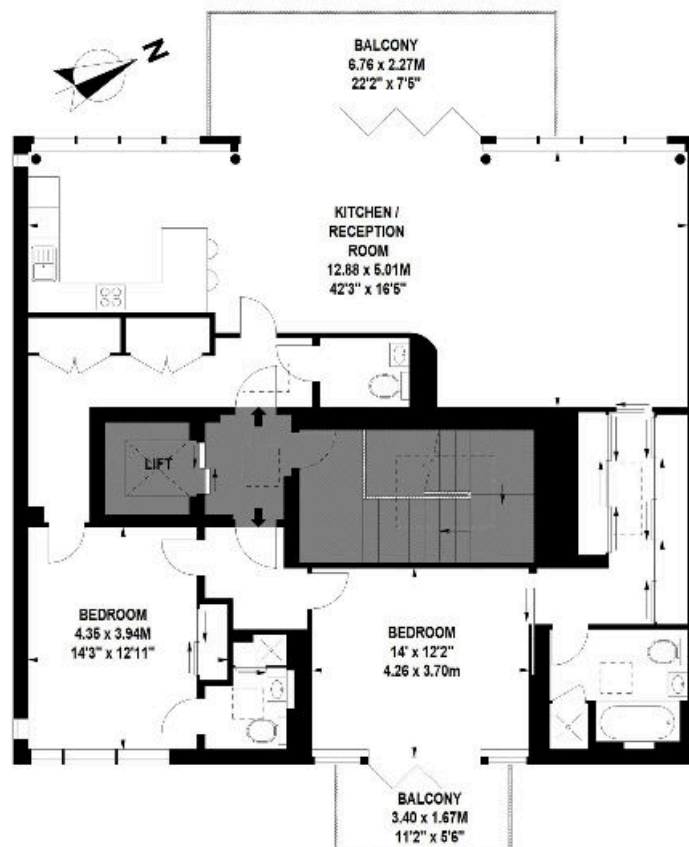 N
BALCONY
6.76 x 2.27M
22'2" x 7'5"
KITCHEN /
RECEPTION
ROOM
12.88 x 5.01M
42'3" x 16'5"
LIFT
BEDROOM
4.35 x 3.94M
14'3" x 12'11"
BEDROOM
14' x 12'2"
4.26 x 3.70m
BALCONY
3.40 x 1.67M
11'2" x 5'6"